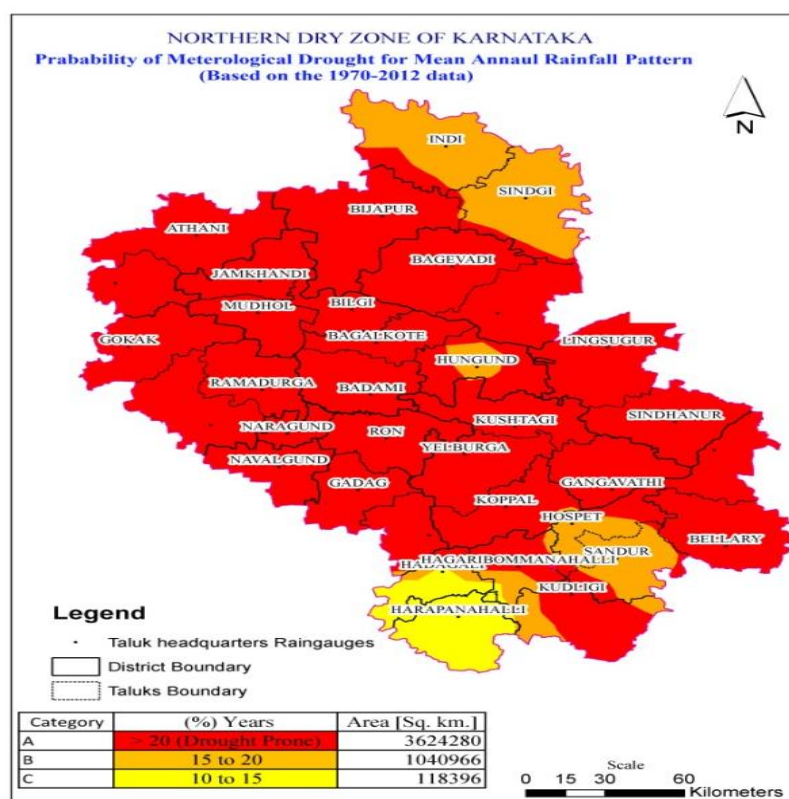 NORTHERN DRY ZONE OF KARNATAKA
Prabability of Meterological Drought for Mean Annaul Rainfall Pattern
(Based on the 1970-2012 data)
N
INDI
SINDGI
BIJAPUR
ATHANI
BAGEVADI
JAMKHANDI
MUDHOL
BILGI
BAGALKOTE
GOKAK
LINGSUGUR
HUNGUND
RAMADURGA
BADAMI
SINDHANUR
KUSHTAGI
NARAGUND
RON
YELBURGA
NAVALGUND
GADAG
GANGAVATHI
KOPPAL
HOSPET
BELLARY
SANDUR
HAGARIBOMMANAHALLI
HADAGALI
KUDLIGI
HARAPANAHALLI
Legend
Taluk headquarters Raingauges
District Boundary
Taluks Boundary
Category (%) Years Area [Sq. km.]
A > 20 (Drought Prone) 3624280
B 15 to 20 1040966
C 10 to 15 118396
Scale
0 15 30 60
Kilometers